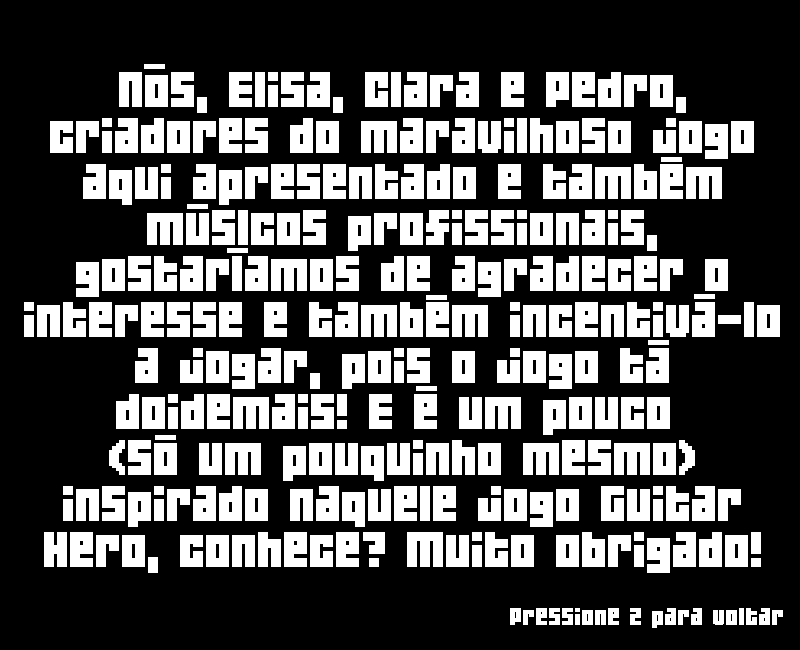 Nós, Elisa, Clara e Pedro,
criadores do maravilhoso jogo
aqui apresentado e também
músicos profissionais,
gostaríamos de agradecer o
interesse e também incentivá-lo
a jogar, pois o jogo tá
doidemais! E é um pouco
(só um pouquinho mesmo)
inspirado naquele jogo Guitar
Hero, conhece? Muito obrigado!
Pressione 2 para voltar